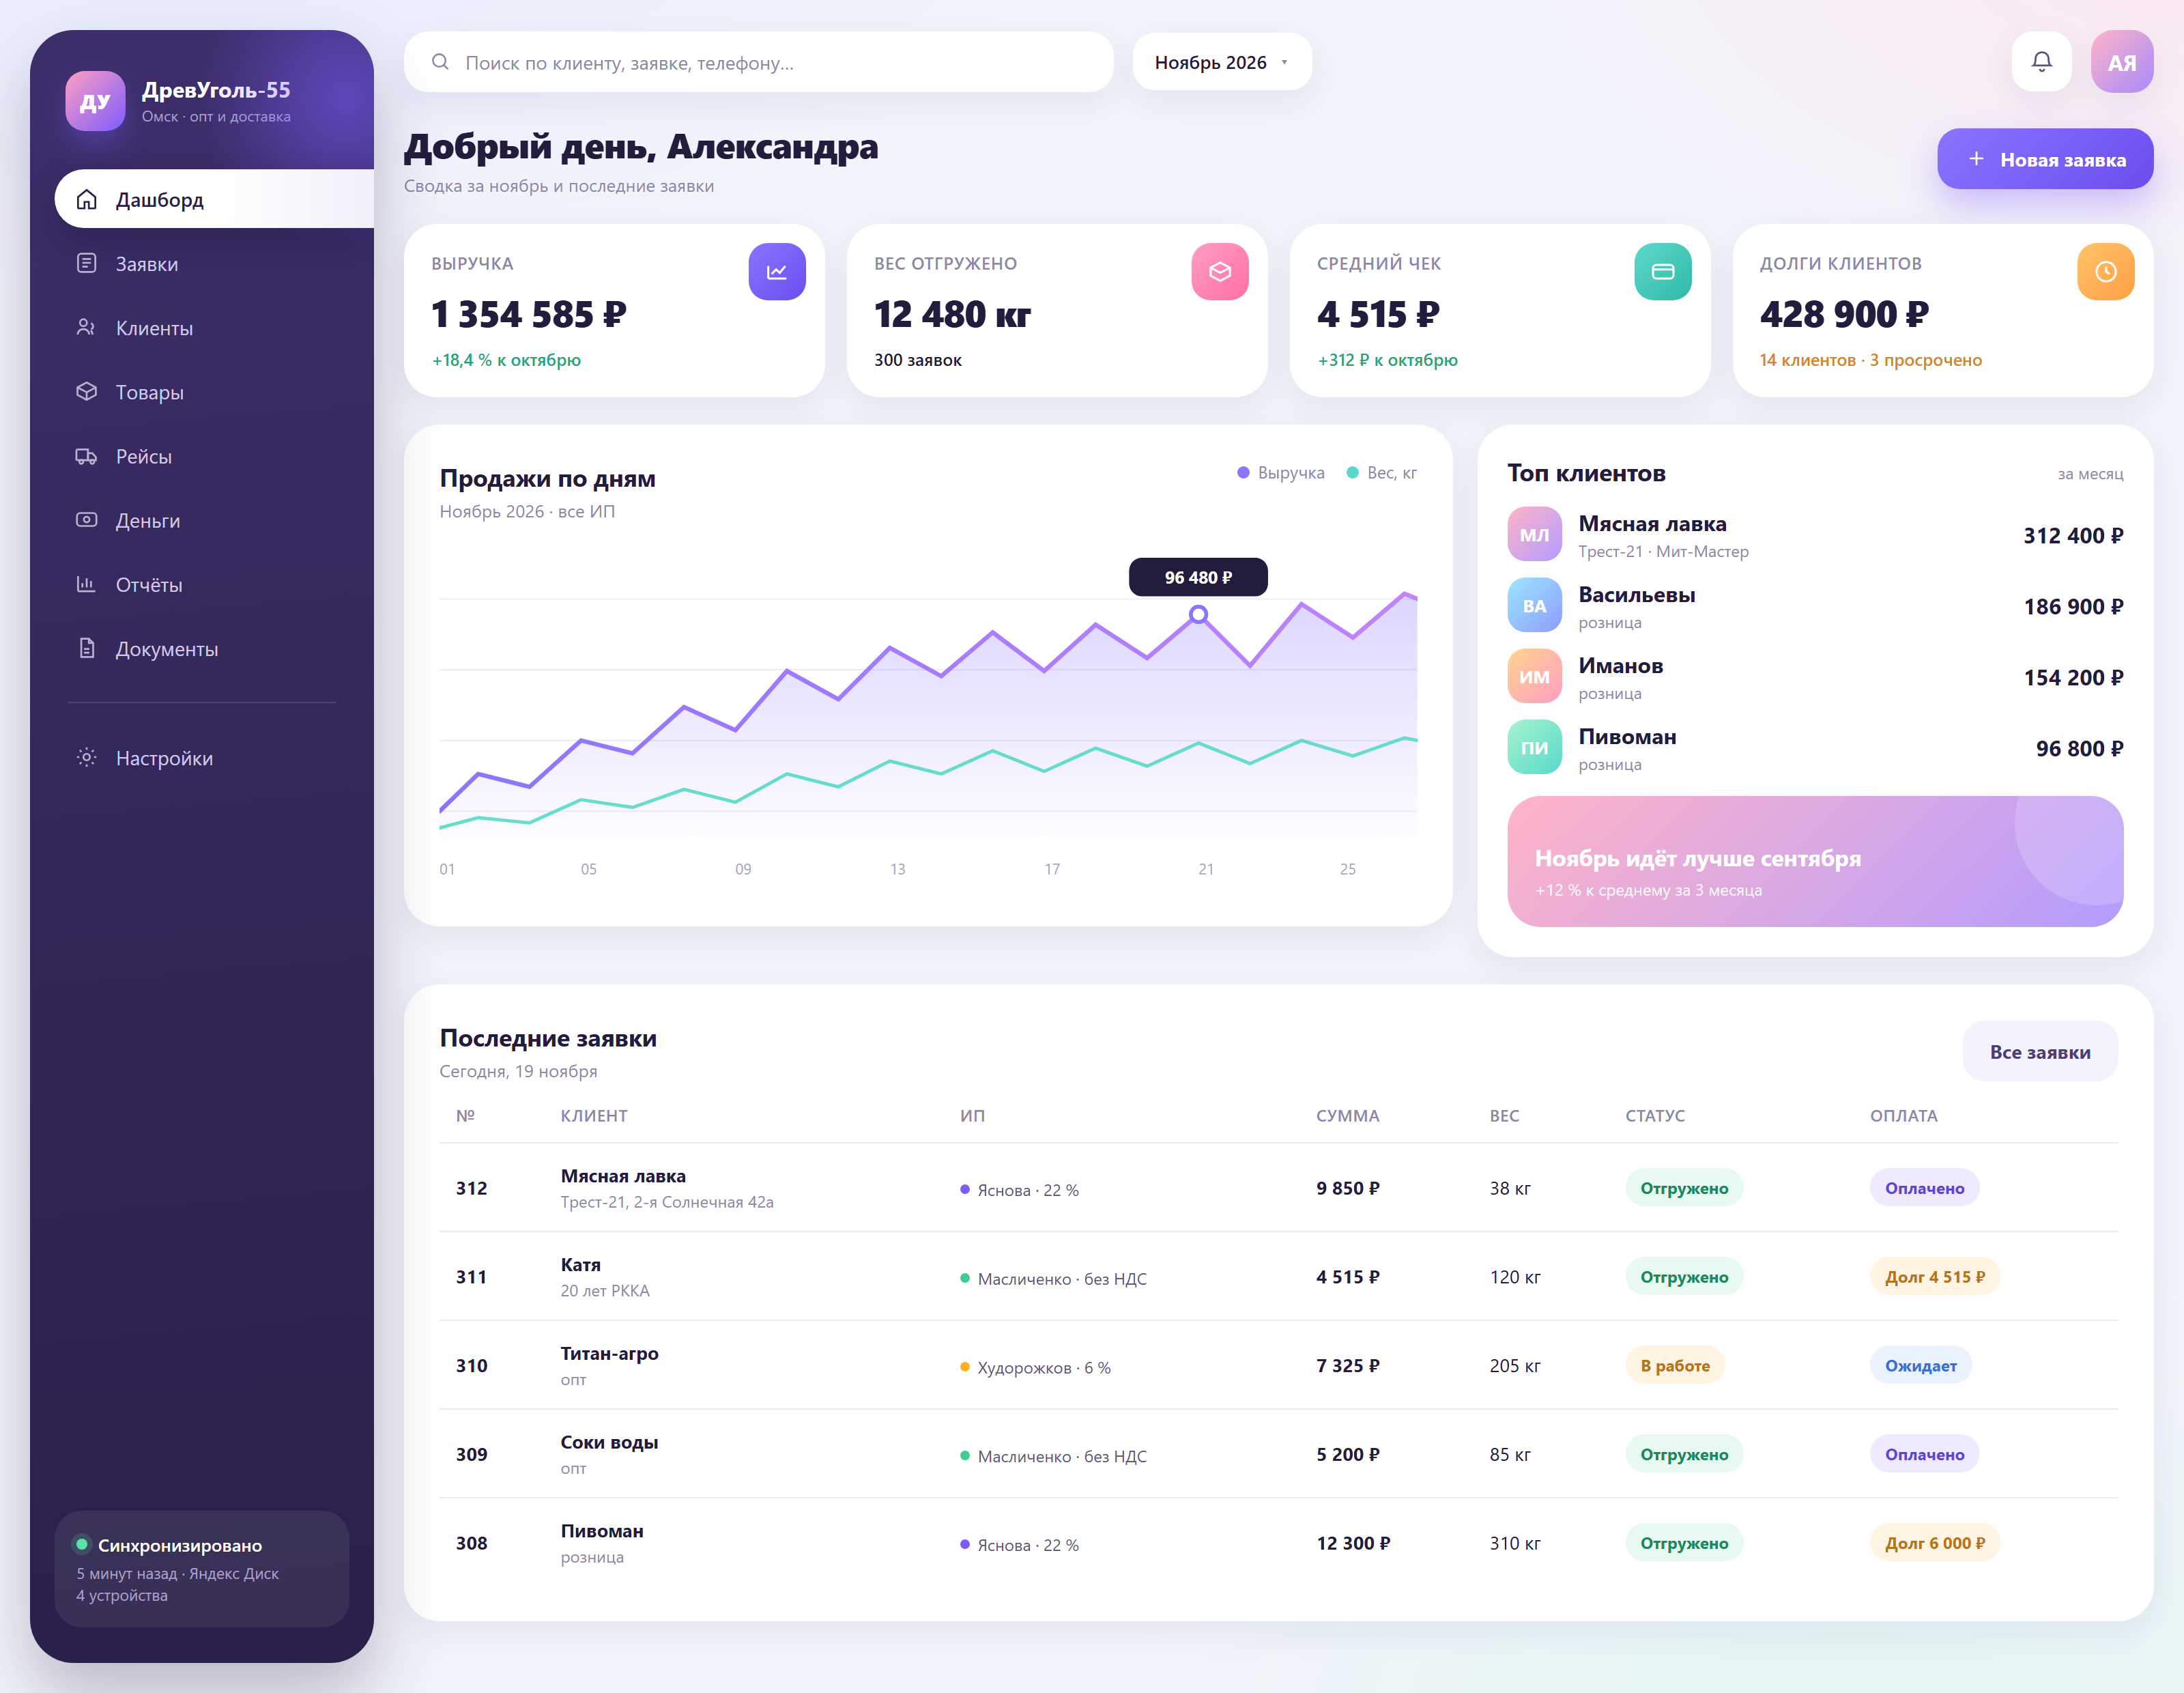 ДУ
ДревУголь-55
Омск · опт и доставка
Дашборд
Заявки
Клиенты
Товары
Рейсы
Деньги
Отчёты
Документы
Настройки
Синхронизировано
5 минут назад · Яндекс Диск
4 устройства
Поиск по клиенту, заявке, телефону...
Ноябрь 2026
АЯ
Добрый день, Александра
Сводка за ноябрь и последние заявки
+ Новая заявка
ВЫРУЧКА
1 354 585 ₽
+18,4 % к октябрю
ВЕС ОТГРУЖЕНО
12 480 кг
300 заявок
СРЕДНИЙ ЧЕК
4 515 ₽
+312 ₽ к октябрю
ДОЛГИ КЛИЕНТОВ
428 900 ₽
14 клиентов · 3 просрочено
Продажи по дням
Ноябрь 2026 · все ИП
Выручка
Вес, кг
96 480 ₽
01 05 09 13 17 21 25
Топ клиентов
за месяц
МЛ
Мясная лавка
Трест-21 · Мит-Мастер
312 400 ₽
ВА
Васильевы
розница
186 900 ₽
ИМ
Иманов
розница
154 200 ₽
ПИ
Пивоман
розница
96 800 ₽
Ноябрь идёт лучше сентября
+12 % к среднему за 3 месяца
Последние заявки
Сегодня, 19 ноября
Все заявки
№ КЛИЕНТ ИП СУММА ВЕС СТАТУС ОПЛАТА
312 Мясная лавка Яснова · 22 % 9 850 ₽ 38 кг Отгружено Оплачено
Трест-21, 2-я Солнечная 42а
311 Катя Масличенко · без НДС 4 515 ₽ 120 кг Отгружено Долг 4 515 ₽
20 лет РККА
310 Титан-агро Худорожков · 6 % 7 325 ₽ 205 кг В работе Ожидает
опт
309 Соки воды Масличенко · без НДС 5 200 ₽ 85 кг Отгружено Оплачено
опт
308 Пивоман Яснова · 22 % 12 300 ₽ 310 кг Отгружено Долг 6 000 ₽
розница